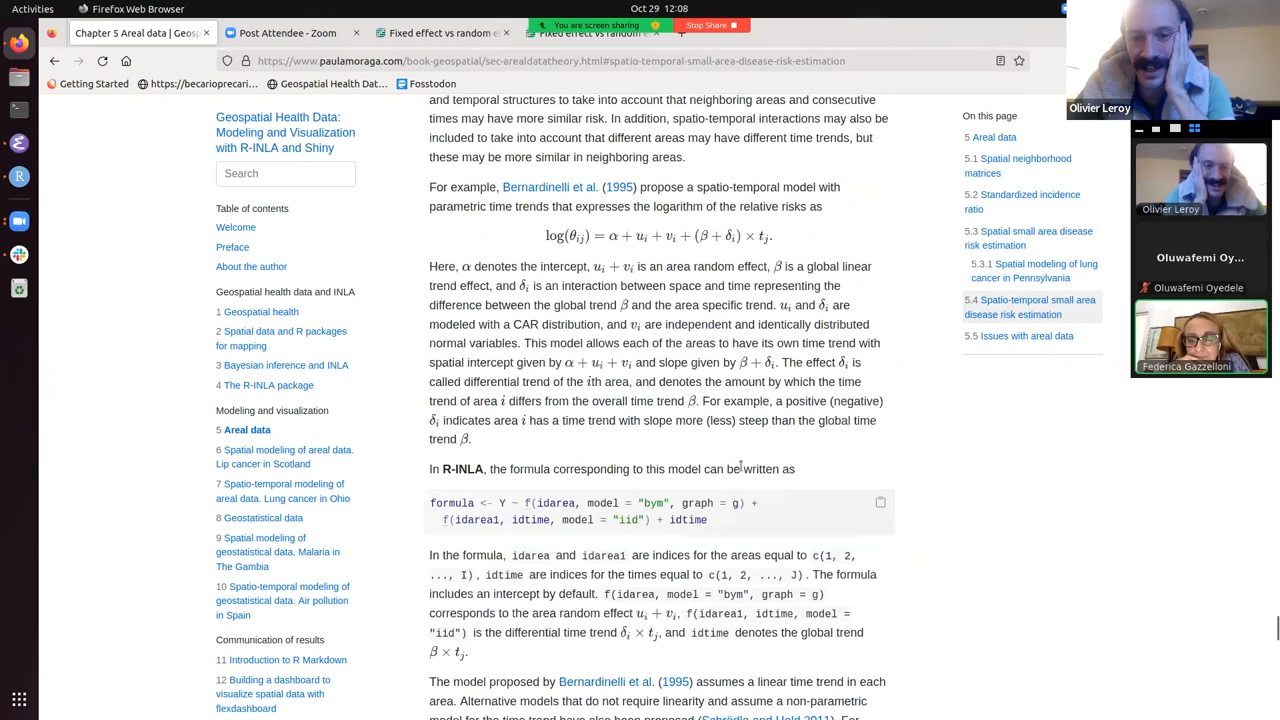 Activities
Firefox Web Browser
Oct 29 12:08
You are screen sharing
Stop Share
Chapter 5 Areal data | Geosp
Post Attendee - Zoom
Fixed effect vs random e
Fixed effect vs random
https://www.paulamoraga.com/book-geospatial/sec-arealdatatheory.html#spatio-temporal-small-area-disease-risk-estimation
Getting Started
https://becarioprecari...
Geospatial Health Dat...
Fosstodon
Geospatial Health Data:
Modeling and Visualization
with R-INLA and Shiny
Search
Table of contents
Welcome
Preface
About the author
Geospatial health data and INLA
1 Geospatial health
2 Spatial data and R packages
for mapping
3 Bayesian inference and INLA
4 The R-INLA package
Modeling and visualization
5 Areal data
6 Spatial modeling of areal data.
Lip cancer in Scotland
7 Spatio-temporal modeling of
areal data. Lung cancer in Ohio
8 Geostatistical data
9 Spatial modeling of
geostatistical data. Malaria in
The Gambia
10 Spatio-temporal modeling of
geostatistical data. Air pollution
in Spain
Communication of results
11 Introduction to R Markdown
12 Building a dashboard to
visualize spatial data with
flexdashboard
and temporal structures to take into account that neighboring areas and consecutive
times may have more similar risk. In addition, spatio-temporal interactions may also be
included to take into account that different areas may have different time trends, but
these may be more similar in neighboring areas.
For example, Bernardinelli et al. (1995) propose a spatio-temporal model with
parametric time trends that expresses the logarithm of the relative risks as
log(θij) = α + ui + vi + (β + δi) × tj.
Here, α denotes the intercept, ui + vi is an area random effect, β is a global linear
trend effect, and δi is an interaction between space and time representing the
difference between the global trend β and the area specific trend. ui and δi are
modeled with a CAR distribution, and vi are independent and identically distributed
normal variables. This model allows each of the areas to have its own time trend with
spatial intercept given by α + ui + vi and slope given by β + δi. The effect δi is
called differential trend of the ith area, and denotes the amount by which the time
trend of area i differs from the overall time trend β. For example, a positive (negative)
δi indicates area i has a time trend with slope more (less) steep than the global time
trend β.
In R-INLA, the formula corresponding to this model can be written as
formula <- Y ~ f(idarea, model = "bym", graph = g) +
f(idarea1, idtime, model = "iid") + idtime
In the formula, idarea and idarea1 are indices for the areas equal to c(1, 2,
..., I), idtime are indices for the times equal to c(1, 2, ..., J). The formula
includes an intercept by default. f(idarea, model = "bym", graph = g)
corresponds to the area random effect ui + vi, f(idarea1, idtime, model =
"iid") is the differential time trend δi × tj, and idtime denotes the global trend
β × tj.
The model proposed by Bernardinelli et al. (1995) assumes a linear time trend in each
area. Alternative models that do not require linearity and assume a non-parametric
model for the time trend have also been proposed (Schrödle and Held 2011). For
On this page
5 Areal data
5.1 Spatial neighborhood
matrices
5.2 Standardized incidence
ratio
5.3 Spatial small area disease
risk estimation
5.3.1 Spatial modeling of lung
cancer in Pennsylvania
5.4 Spatio-temporal small area
disease risk estimation
5.5 Issues with areal data
Olivier Leroy
Olivier Leroy
Oluwafemi Oy...
Oluwafemi Oyedele
Federica Gazzelloni